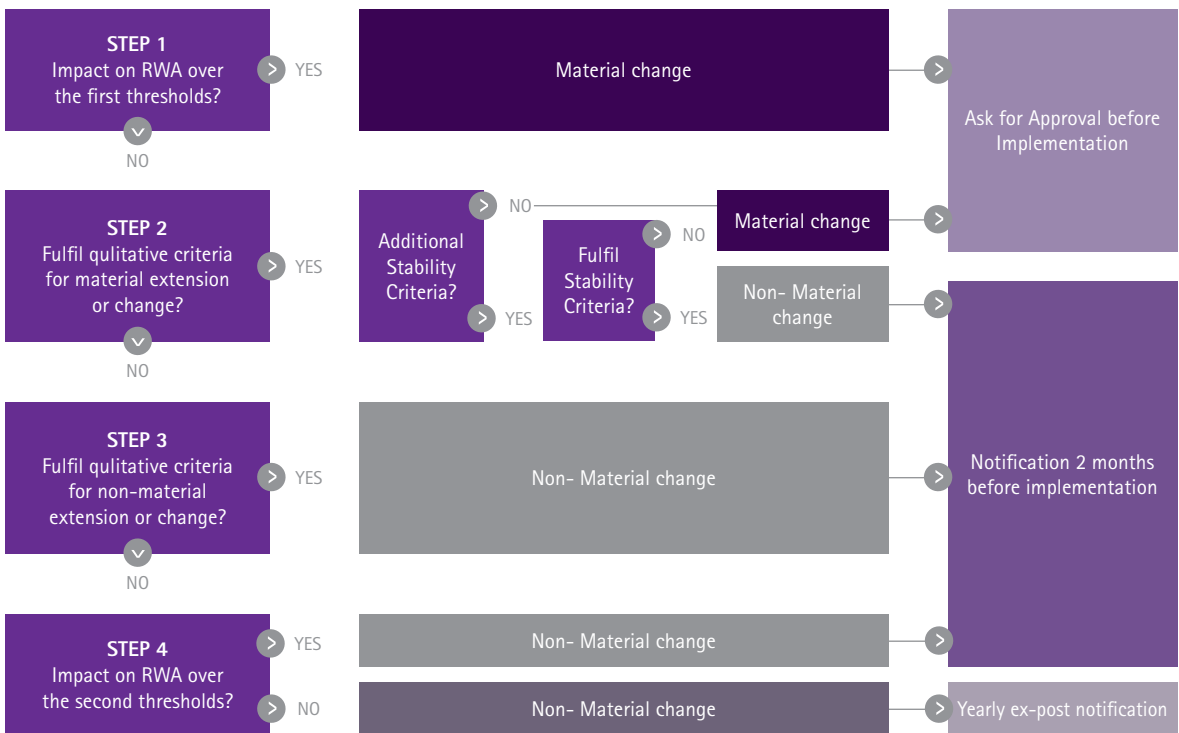 STEP 1
Impact on RWA over
the first thresholds?
YES
Material change
Ask for Approval before
Implementation
NO
STEP 2
Fulfil qulitative criteria
for material extension
or change?
YES
Additional
Stability
Criteria?
NO
YES
Fulfil
Stability
Criteria?
NO
YES
Material change
Non- Material
change
NO
STEP 3
Fulfil qulitative criteria
for non-material
extension or change?
YES
Non- Material change
Notification 2 months
before implementation
NO
STEP 4
Impact on RWA over
the second thresholds?
YES
Non- Material change
NO
Non- Material change
Yearly ex-post notification